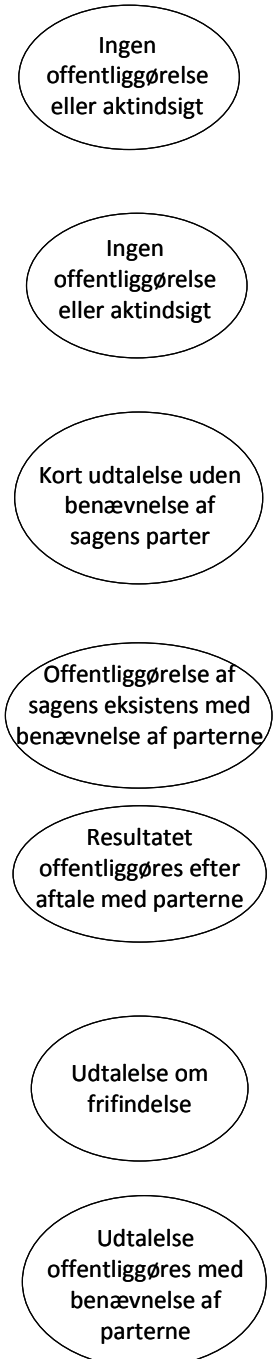 Ingen
offentliggørelse
eller aktindsigt
Ingen
offentliggørelse
eller aktindsigt
Kort udtalelse uden
benævnelse af
sagens parter
Offentliggørelse af
sagens eksistens med
benævnelse af parterne
Resultatet
offentliggøres efter
aftale med parterne
Udtalelse om
frifindelse
Udtalelse
offentliggøres med
benævnelse af
parterne